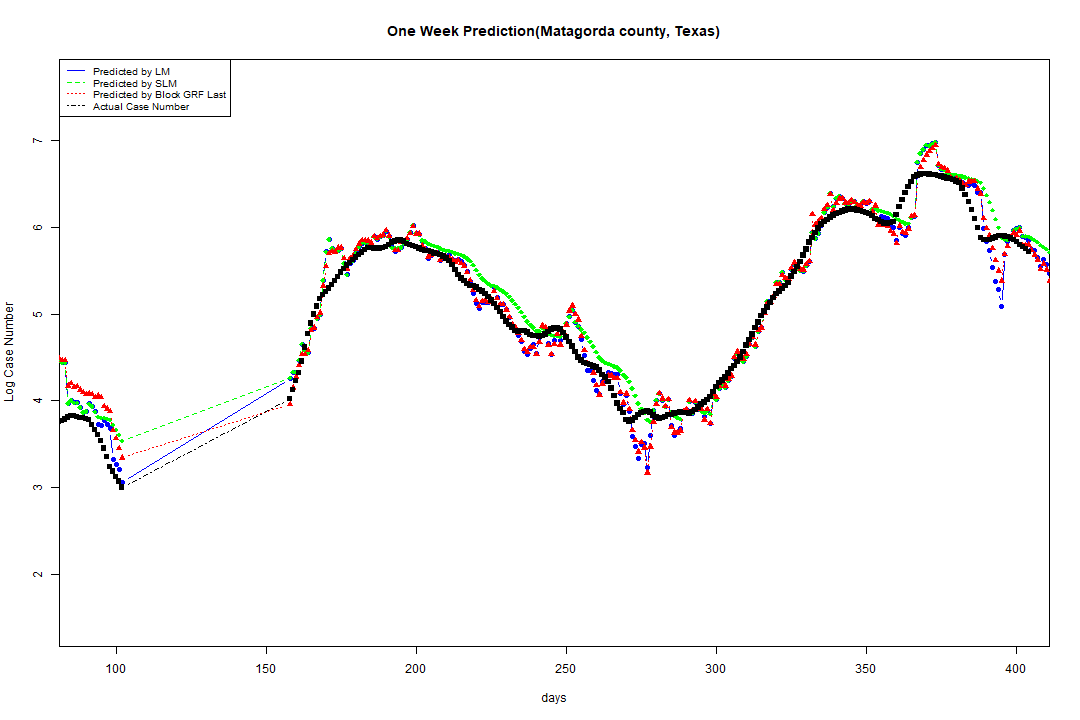 One Week Prediction(Matagorda county, Texas)
Predicted by LM
Predicted by SLM
Predicted by Block GRF Last
Actual Case Number
Log Case Number
7
6
5
4
3
2
100 150 200 250 300 350 400
days